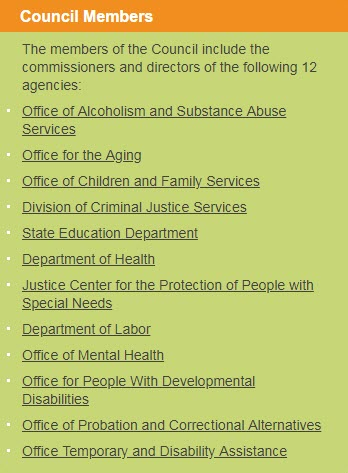 Council Members
The members of the Council include the
commissioners and directors of the following 12
agencies:
Office of Alcoholism and Substance Abuse
Services
Office for the Aging
Office of Children and Family Services
Division of Criminal Justice Services
State Education Department
Department of Health
Justice Center for the Protection of People with
Special Needs
Department of Labor
Office of Mental Health
Office for People With Developmental
Disabilities
Office of Probation and Correctional Alternatives
Office Temporary and Disability Assistance